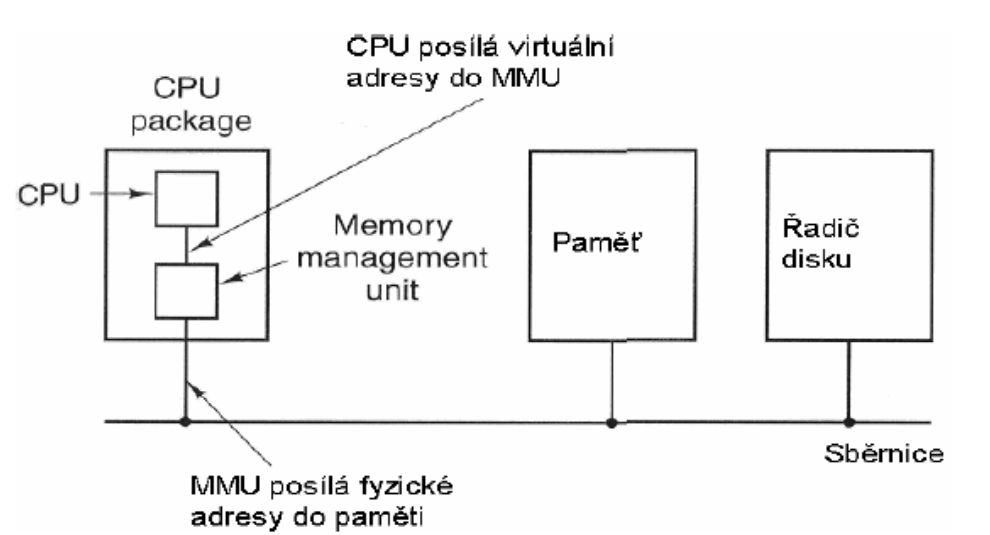 CPU posílá virtuální
adresy do MMU
CPU
package
CPU
Memory
management
unit
Paměť
Řadič
disku
Sběrnice
MMU posílá fyzické
adresy do paměti